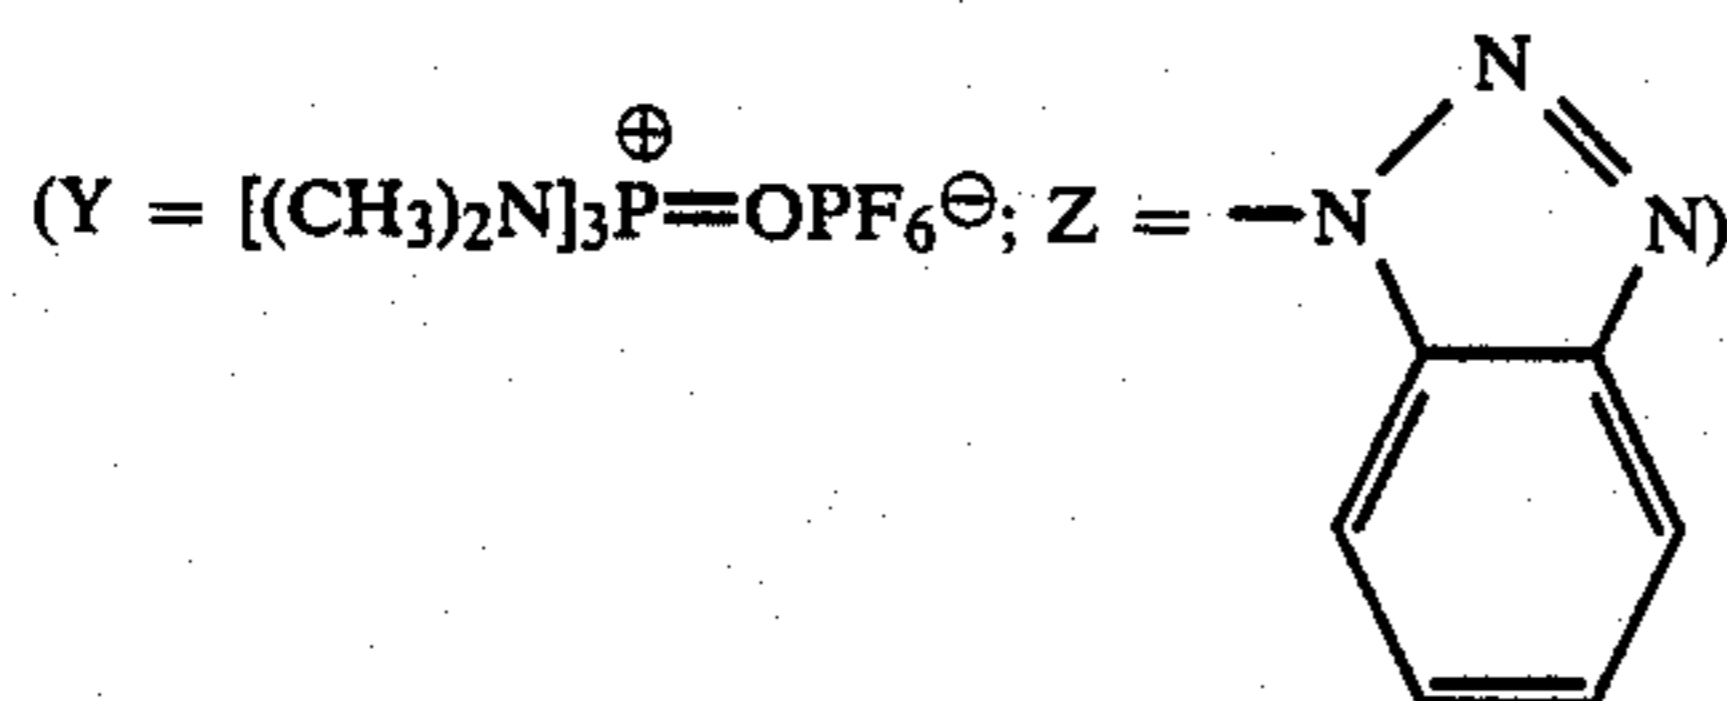 (Y = [(CH₃)₂N]₃P⊕=OPF₆⊖; Z = —N N N)